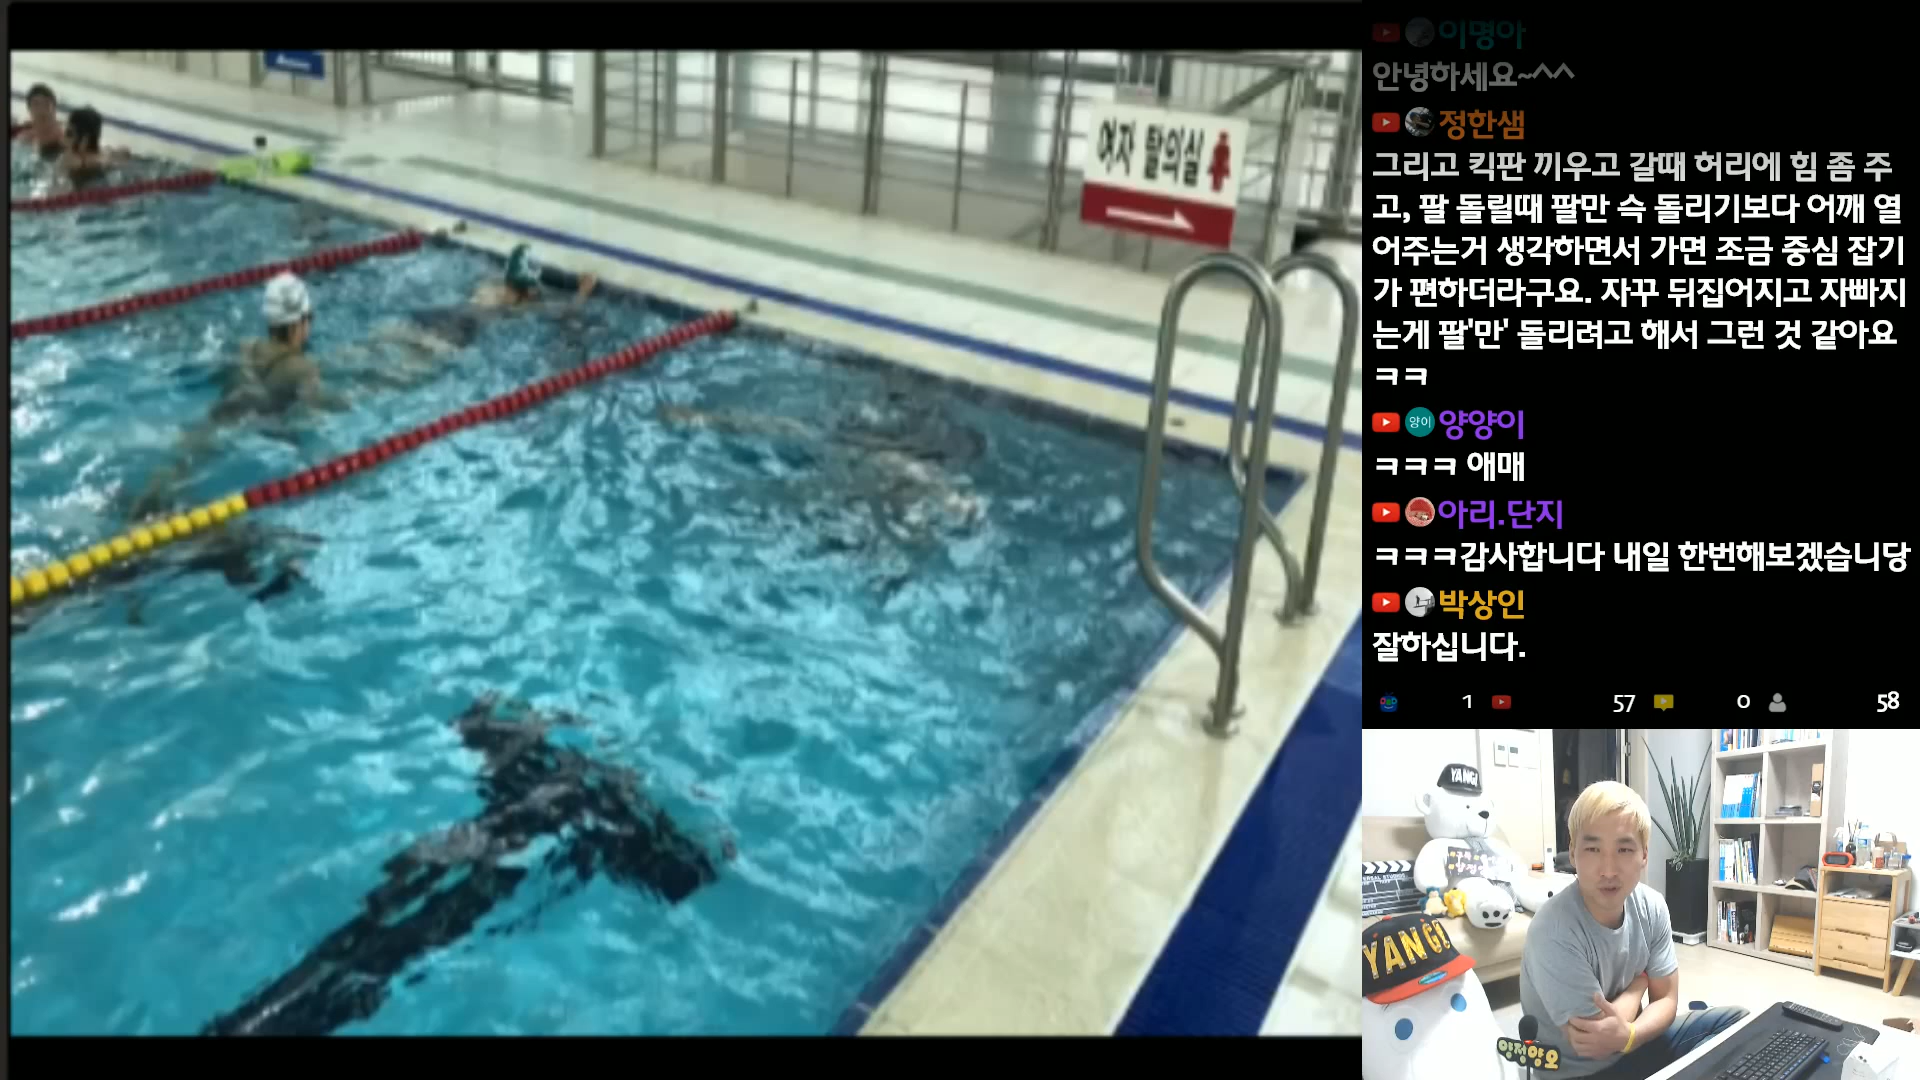 여자 탈의실
이명아
안녕하세요~^^
정한샘
그리고 킥판 끼우고 갈때 허리에 힘 좀 주
고, 팔 돌릴때 팔만 슥 돌리기보다 어깨 열
어주는거 생각하면서 가면 조금 중심 잡기
가 편하더라구요. 자꾸 뒤집어지고 자빠지
는게 팔'만' 돌리려고 해서 그런 것 같아요
ㅋㅋ
양이 양양이
ㅋㅋㅋ 애매
아리.단지
ㅋㅋㅋ감사합니다 내일 한번해보겠습니당
박상인
잘하십니다.
1 57 0 58
YANG!
YANG!
양정양오